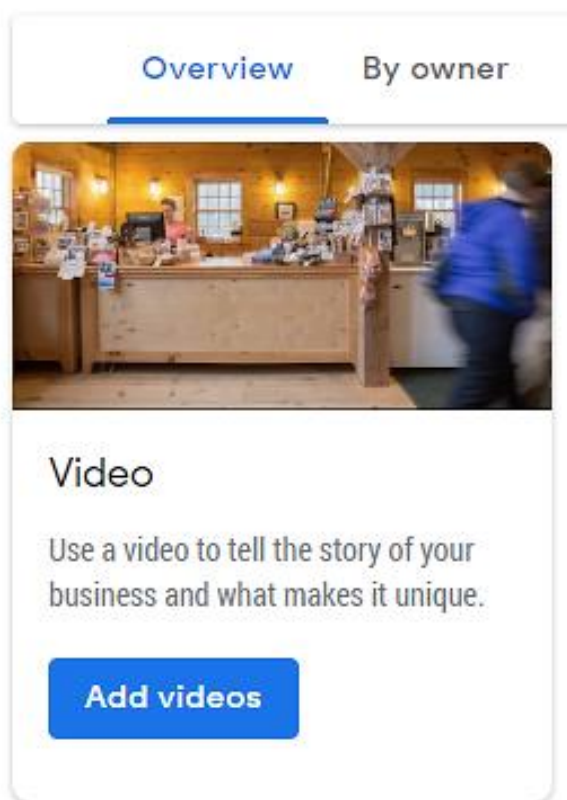 Overview By owner
Video
Use a video to tell the story of your
business and what makes it unique.
Add videos